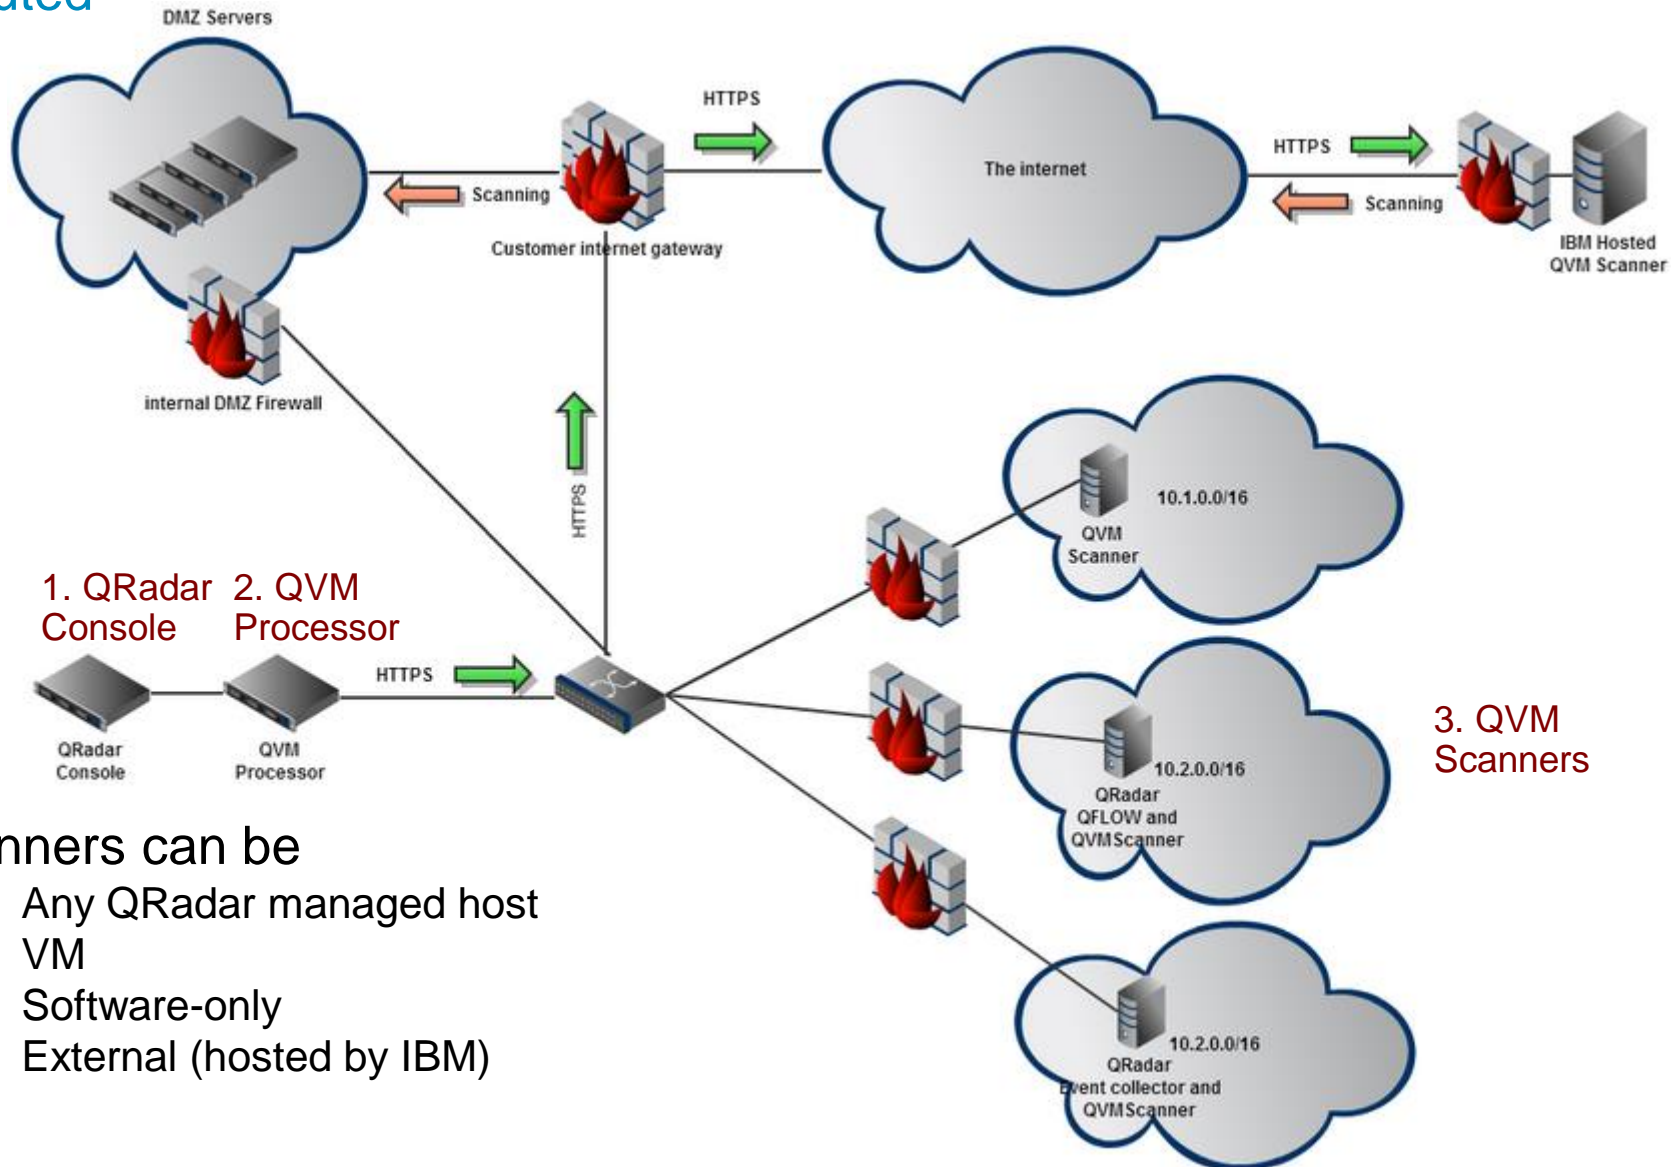 DMZ Servers
HTTPS
The internet
HTTPS
Scanning
Scanning
Customer internet gateway
IBM Hosted
QVM Scanner
internal DMZ Firewall
HTTPS
10.1.0.0/16
QVM
Scanner
1. QRadar
Console
2. QVM
Processor
HTTPS
QRadar
Console
QVM
Processor
10.2.0.0/16
QRadar
QFLOW and
QVMScanner
3. QVM
Scanners
can be
Any QRadar managed host
VM
Software-only
External (hosted by IBM)
10.2.0.0/16
QRadar
Event collector and
QVMScanner